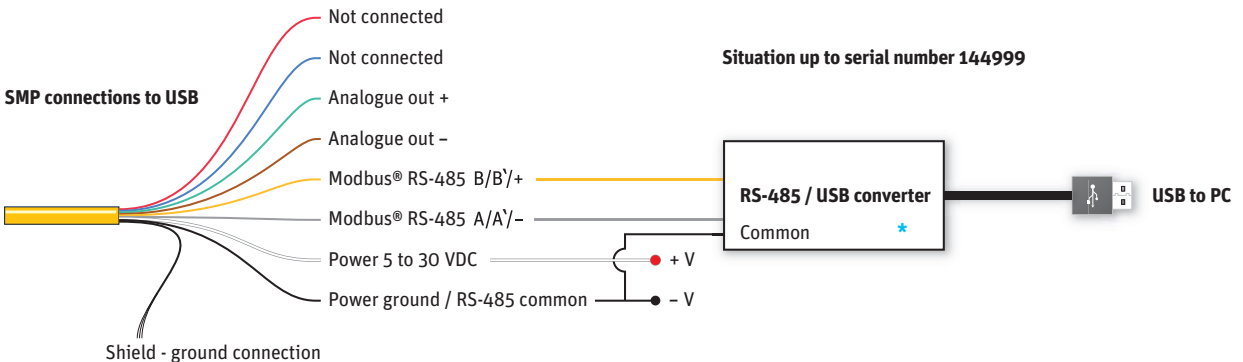 Not connected
Situation up to serial number 144999
Not connected
SMP connections to USB
Analogue out +
Analogue out –
Modbus® RS-485 B/B`/+
RS-485 / USB converter
USB to PC
Modbus® RS-485 A/A`/–
Common *
Power 5 to 30 VDC
+ V
Power ground / RS-485 common
– V
Shield - ground connection